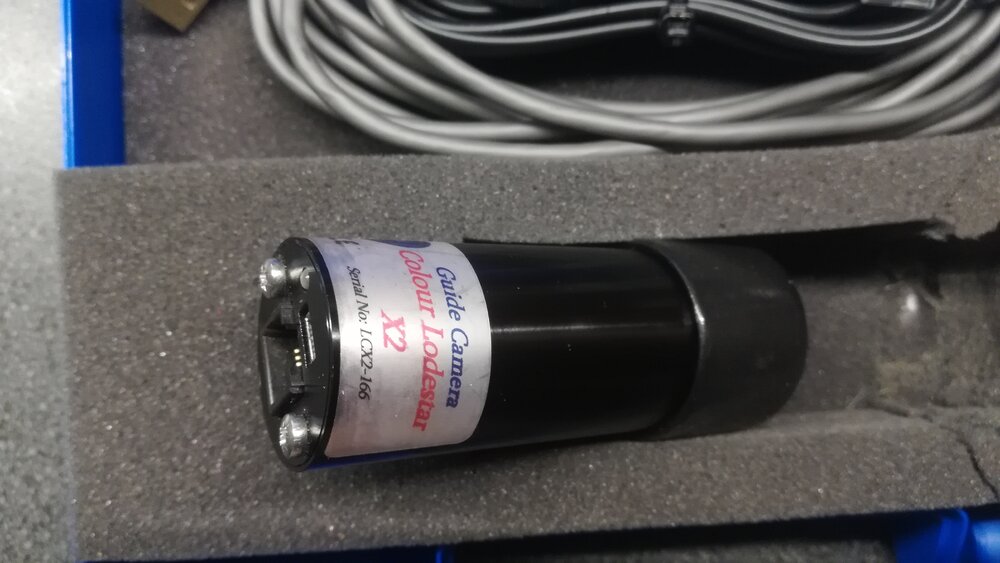 Guide Camera
Colour Lodestar
X2
Serial No: LCX2-166